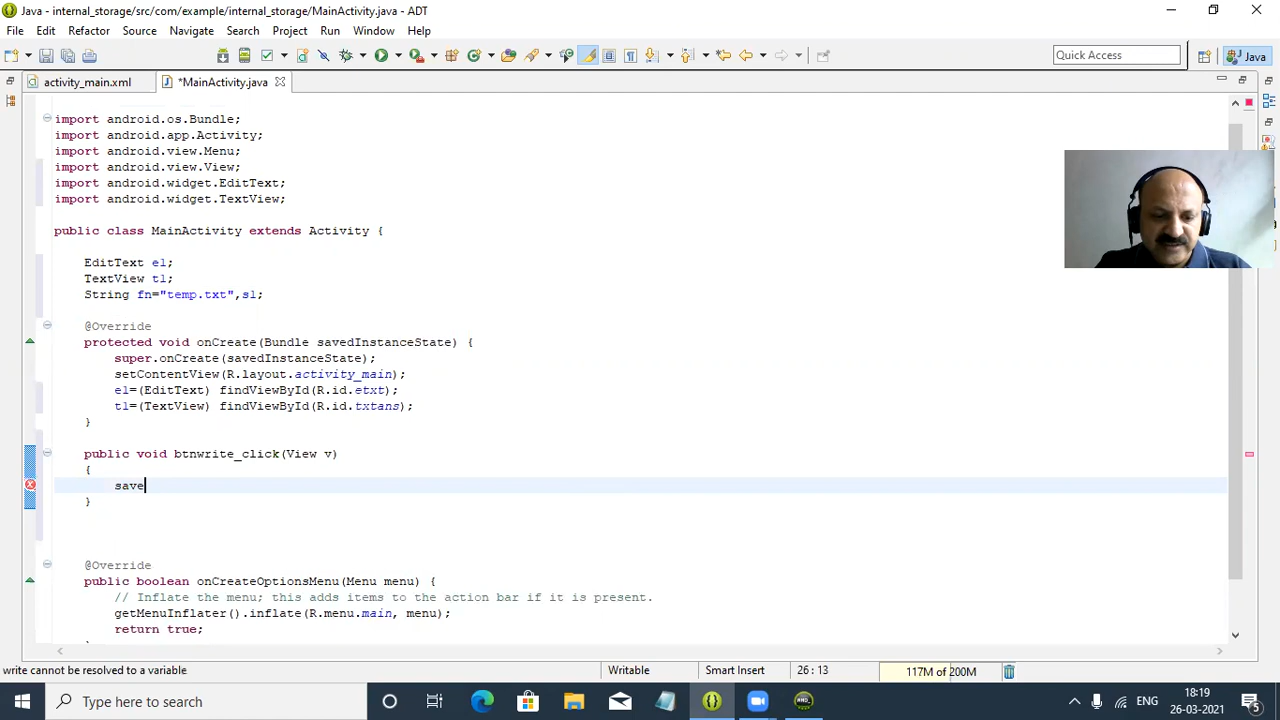 Java - internal_storage/src/com/example/internal_storage/MainActivity.java - ADT
File Edit Refactor Source Navigate Search Project Run Window Help
Quick Access
Java
activity_main.xml
*MainActivity.java
import android.os.Bundle;
import android.app.Activity;
import android.view.Menu;
import android.view.View;
import android.widget.EditText;
import android.widget.TextView;
public class MainActivity extends Activity {
EditText e1;
TextView t1;
String fn="temp.txt",s1;
@Override
protected void onCreate(Bundle savedInstanceState) {
super.onCreate(savedInstanceState);
setContentView(R.layout.activity_main);
e1=(EditText) findViewById(R.id.etxt);
t1=(TextView) findViewById(R.id.txtans);
}
public void btnwrite_click(View v)
{
save
}
@Override
public boolean onCreateOptionsMenu(Menu menu) {
// Inflate the menu; this adds items to the action bar if it is present.
getMenuInflater().inflate(R.menu.main, menu);
return true;
write cannot be resolved to a variable
Writable
Smart Insert
26 : 13
117M of 200M
Type here to search
ENG
18:19
26-03-2021
5